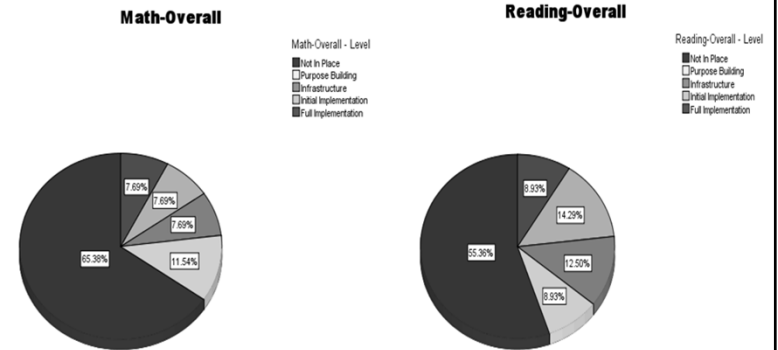 Math-Overall
Math-Overall - Level
Not In Place
Purpose Building
Infrastructure
Initial Implementation
Full Implementation
7.69%
7.69%
7.69%
65.38%
11.54%
Reading-Overall
Reading-Overall - Level
Not In Place
Purpose Building
Infrastructure
Initial Implementation
Full Implementation
8.93%
14.29%
55.36%
12.50%
8.93%